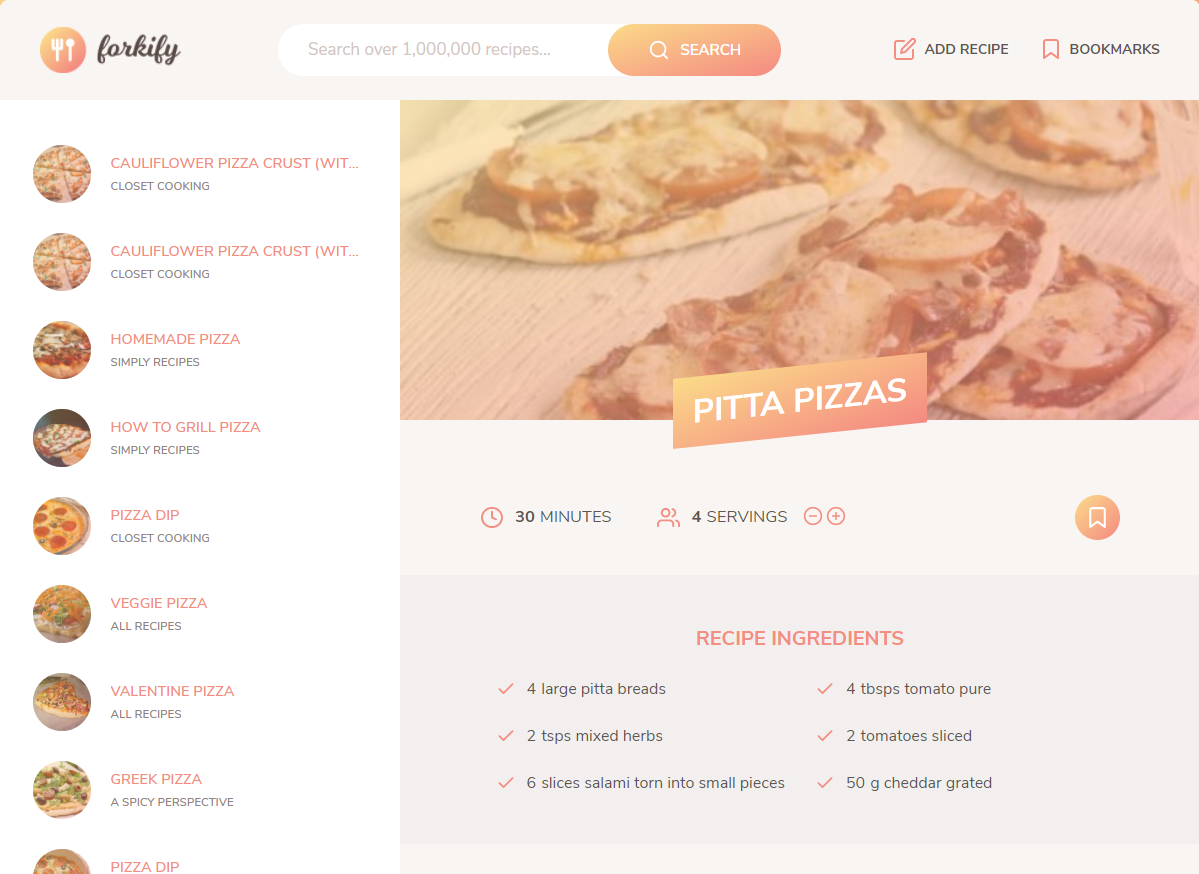 forkify
Search over 1,000,000 recipes...
SEARCH
ADD RECIPE
BOOKMARKS
CAULIFLOWER PIZZA CRUST (WIT...
CLOSET COOKING
CAULIFLOWER PIZZA CRUST (WIT...
CLOSET COOKING
HOMEMADE PIZZA
SIMPLY RECIPES
HOW TO GRILL PIZZA
SIMPLY RECIPES
PIZZA DIP
CLOSET COOKING
VEGGIE PIZZA
ALL RECIPES
VALENTINE PIZZA
ALL RECIPES
GREEK PIZZA
A SPICY PERSPECTIVE
PIZZA DIP
PITTA PIZZAS
30 MINUTES
4 SERVINGS
RECIPE INGREDIENTS
4 large pitta breads
4 tbsps tomato pure
2 tsps mixed herbs
2 tomatoes sliced
6 slices salami torn into small pieces
50 g cheddar grated